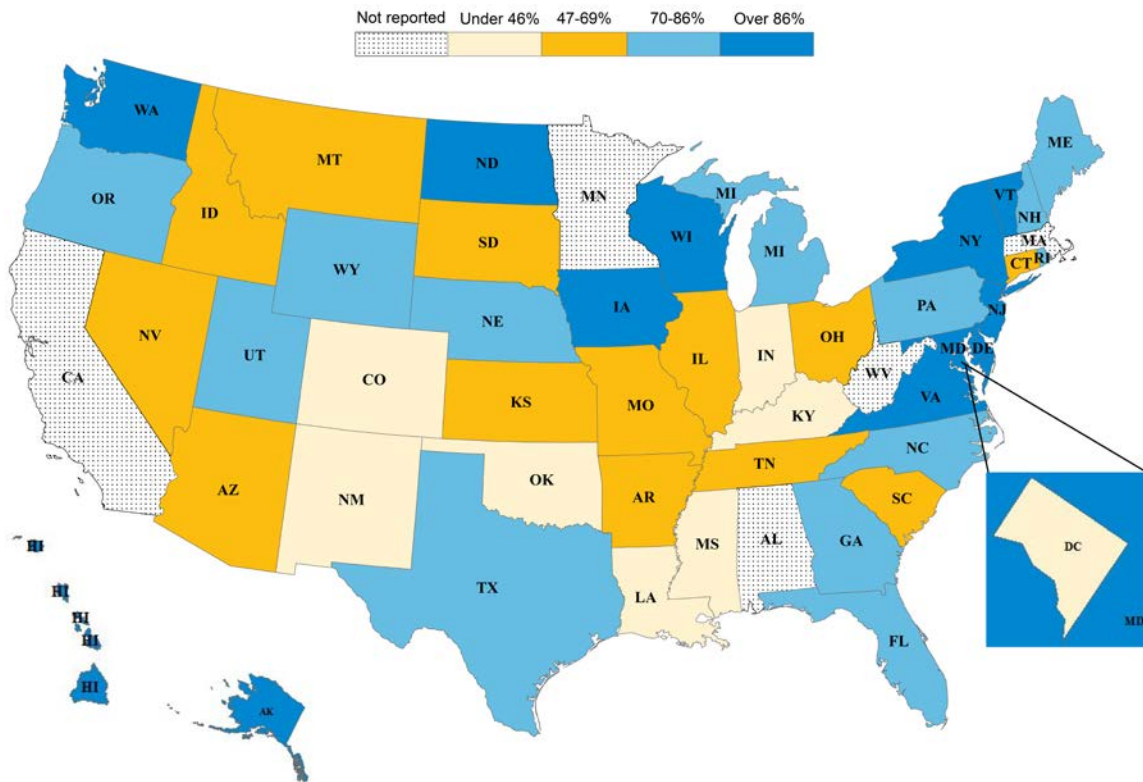 Not reported Under 46% 47-69% 70-86% Over 86%
WA
ME
MT
ND
VT
MN
OR
MI
NH
ID
WI
NY
MA
SD
MI
CT RI
WY
PA
IA
NJ
NE
OH
NV
IL
IN
MD DE
UT
WV
CA
CO
VA
KS
MO
KY
NC
TN
OK
AZ
NM
AR
SC
MS
AL
GA
HI
DC
TX
LA
HI
HI
MD
HI
FL
HI
AK